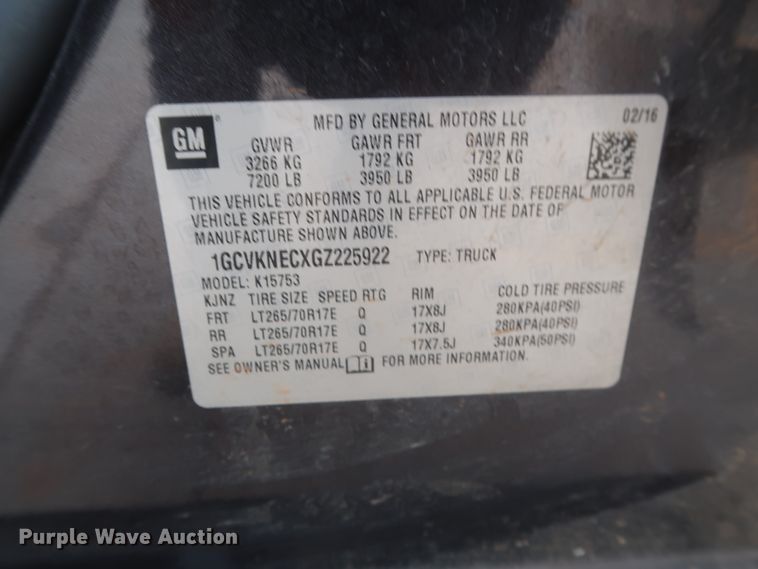 GM
MFD BY GENERAL MOTORS LLC 02/16
GVWR GAWR FRT GAWR RR
3266 KG 1792 KG 1792 KG
7200 LB 3950 LB 3950 LB
THIS VEHICLE CONFORMS TO ALL APPLICABLE U.S. FEDERAL MOTOR
VEHICLE SAFETY STANDARDS IN EFFECT ON THE DATE OF
MANUFACTURE SHOWN ABOVE.
1GCVKNECXGZ225922 TYPE: TRUCK
MODEL: K15753
KJNZ TIRE SIZE SPEED RTG RIM COLD TIRE PRESSURE
FRT LT265/70R17E Q 17X8J 280KPA(40PSI)
RR LT265/70R17E Q 17X8J 280KPA(40PSI)
SPA LT265/70R17E Q 17X7.5J 340KPA(50PSI)
SEE OWNER'S MANUAL FOR MORE INFORMATION.
Purple Wave Auction